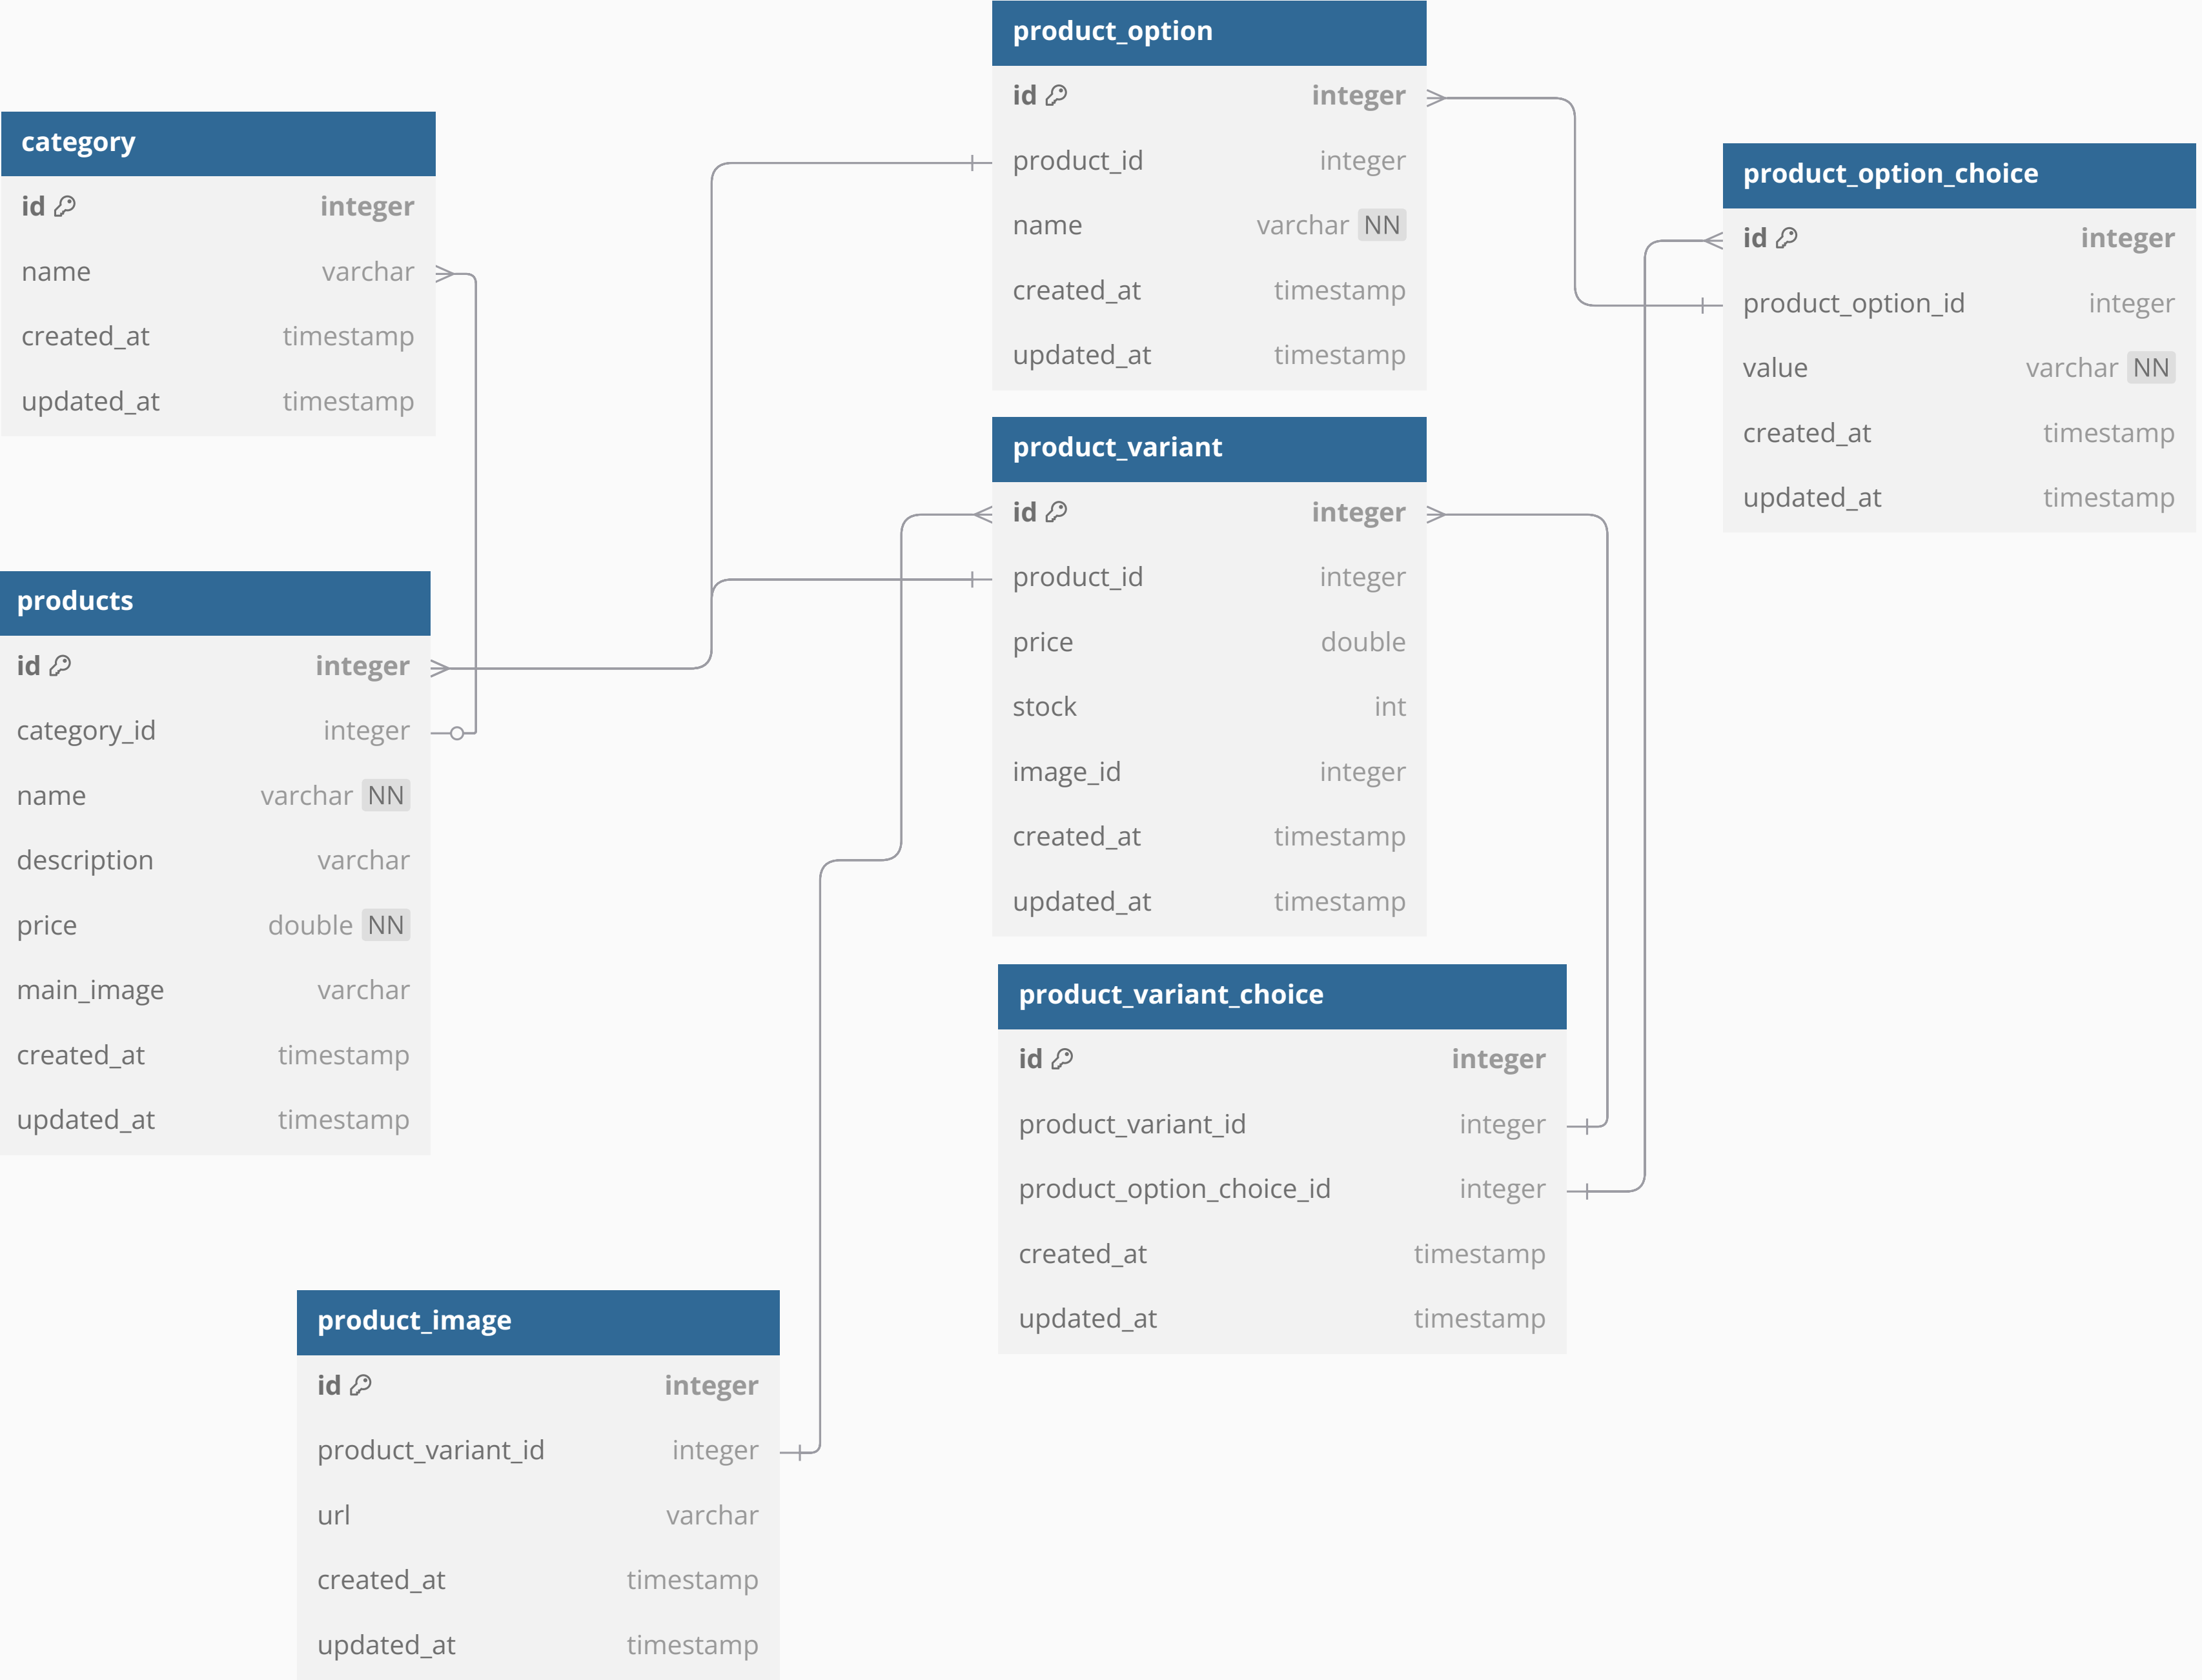 category
id integer
name varchar
created_at timestamp
updated_at timestamp
products
id integer
category_id integer
name varchar NN
description varchar
price double NN
main_image varchar
created_at timestamp
updated_at timestamp
product_image
id integer
product_variant_id integer
url varchar
created_at timestamp
updated_at timestamp
product_option
id integer
product_id integer
name varchar NN
created_at timestamp
updated_at timestamp
product_variant
id integer
product_id integer
price double
stock int
image_id integer
created_at timestamp
updated_at timestamp
product_variant_choice
id integer
product_variant_id integer
product_option_choice_id integer
created_at timestamp
updated_at timestamp
product_option_choice
id integer
product_option_id integer
value varchar NN
created_at timestamp
updated_at timestamp